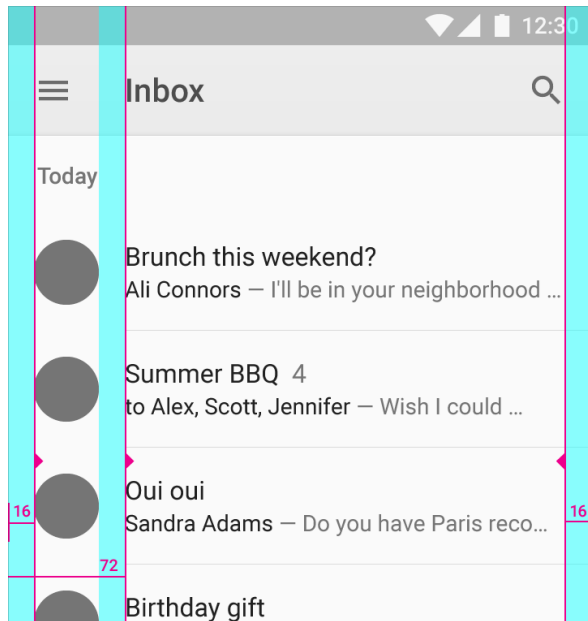 12:30
Inbox
Today
Brunch this weekend?
Ali Connors — I'll be in your neighborhood ...
Summer BBQ 4
to Alex, Scott, Jennifer — Wish I could ...
Oui oui
16
16
Sandra Adams — Do you have Paris reco...
72
Birthday gift